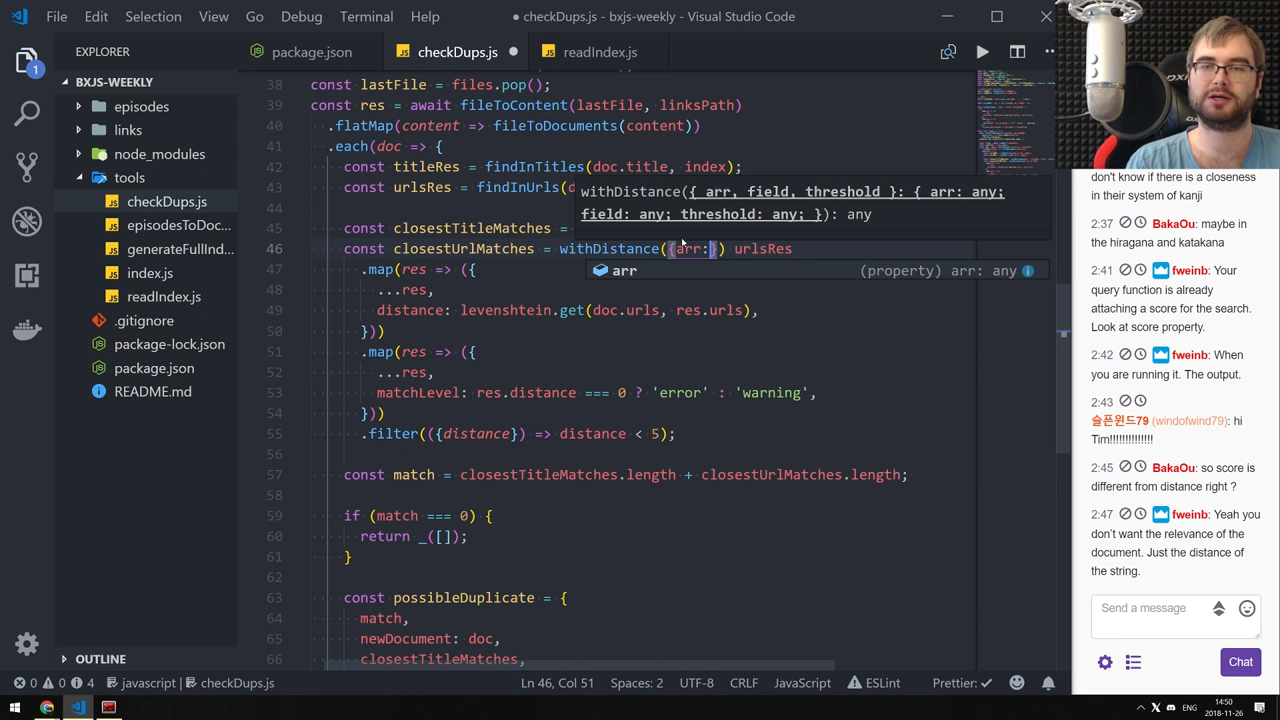 File Edit Selection View Go Debug Terminal Help
● checkDups.js - bxjs-weekly - Visual Studio Code
EXPLORER
BXJS-WEEKLY
episodes
links
node_modules
tools
checkDups.js
episodesToDoc...
generateFullInd...
index.js
readIndex.js
.gitignore
package-lock.json
package.json
README.md
OUTLINE
1
package.json
checkDups.js
readIndex.js
38 const lastFile = files.pop();
39 const res = await fileToContent(lastFile, linksPath)
40 .flatMap(content => fileToDocuments(content))
41 .each(doc => {
42 const titleRes = findInTitles(doc.title, index);
43 const urlsRes = findInUrls(d
withDistance({ arr, field, threshold }: { arr: any;
field: any; threshold: any; }): any
45 const closestTitleMatches =
46 const closestUrlMatches = withDistance({arr:}) urlsRes
arr (property) arr: any
47 .map(res => ({
48 ...res,
49 distance: levenshtein.get(doc.urls, res.urls),
50 }))
51 .map(res => ({
52 ...res,
53 matchLevel: res.distance === 0 ? 'error' : 'warning',
54 }))
55 .filter(({distance}) => distance < 5);
56
57 const match = closestTitleMatches.length + closestUrlMatches.length;
58
59 if (match === 0) {
60 return _([]);
61 }
62
63 const possibleDuplicate = {
64 match,
65 newDocument: doc,
66 closestTitleMatches,
0 0 4 javascript | checkDups.js
Ln 46, Col 51 Spaces: 2 UTF-8 CRLF JavaScript ESLint Prettier: ✓
don't know if there is a closeness
in their system of kanji
2:37 BakaOu: maybe in
the hiragana and katakana
2:41 fweinb: Your
query function is already
attaching a score for the search.
Look at score property.
2:42 fweinb: When
you are running it. The output.
2:43
슬픈윈드79 (windofwind79): hi
Tim!!!!!!!!!!!!!
2:45 BakaOu: so score is
different from distance right ?
2:47 fweinb: Yeah you
don't want the relevance of the
document. Just the distance of
the string.
Send a message
Chat
ENG
14:50
2018-11-26